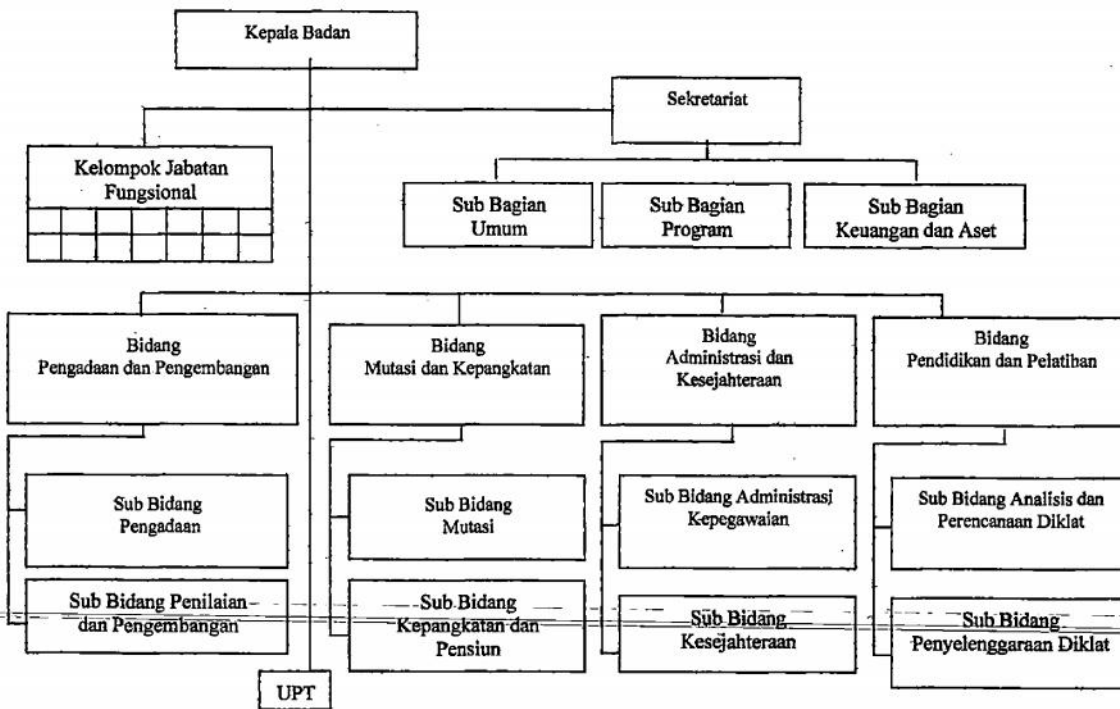 Kepala Badan
Sekretariat
Kelompok Jabatan
Fungsional
Sub Bagian
Umum
Sub Bagian
Program
Sub Bagian
Keuangan dan Aset
Bidang
Pengadaan dan Pengembangan
Bidang
Mutasi dan Kepangkatan
Bidang
Administrasi dan
Kesejahteraan
Bidang
Pendidikan dan Pelatihan
Sub Bidang
Pengadaan
Sub Bidang
Mutasi
Sub Bidang Administrasi
Kepegawaian
Sub Bidang Analisis dan
Perencanaan Diklat
Sub Bidang Penilaian
dan Pengembangan
Sub Bidang
Kepangkatan dan
Pensiun
Sub Bidang
Kesejahteraan
Sub Bidang
Penyelenggaraan Diklat
UPT